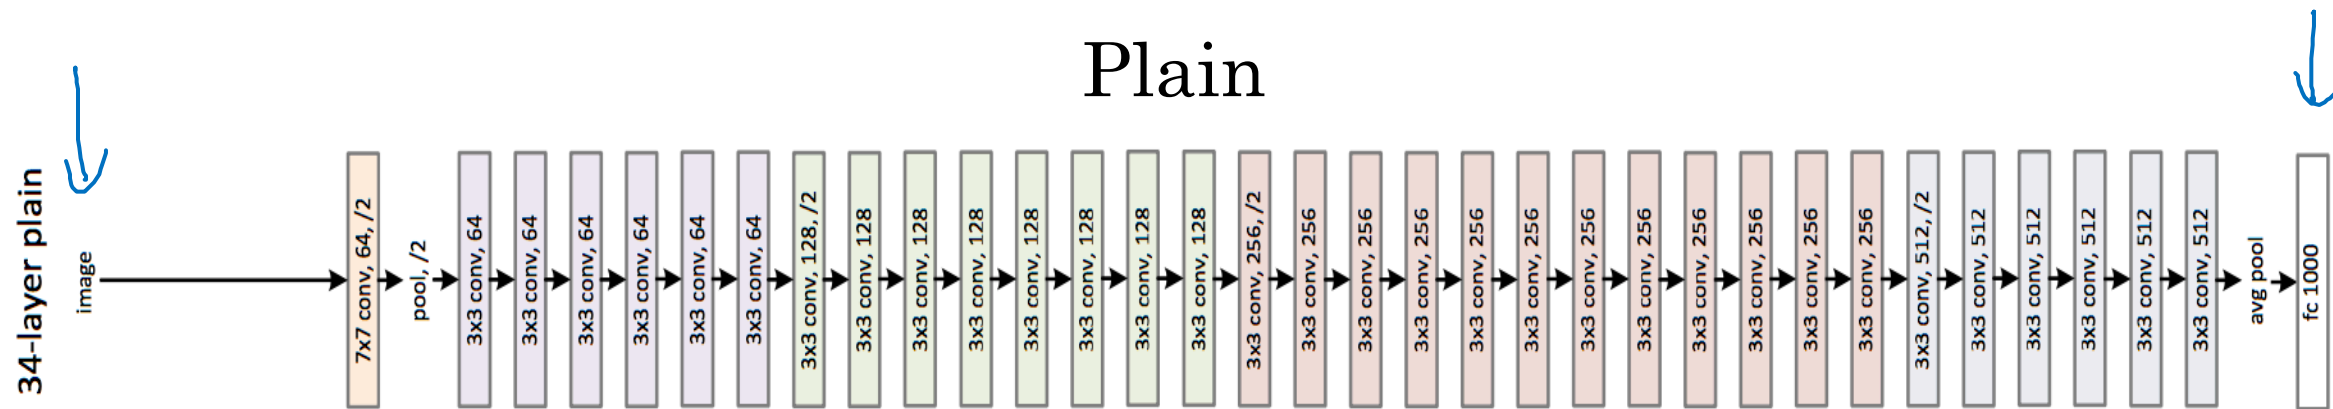 Plain
34-layer plain
image
7x7 conv, 64, /2
pool, /2
3x3 conv, 64
3x3 conv, 64
3x3 conv, 64
3x3 conv, 64
3x3 conv, 64
3x3 conv, 64
3x3 conv, 128, /2
3x3 conv, 128
3x3 conv, 128
3x3 conv, 128
3x3 conv, 128
3x3 conv, 128
3x3 conv, 128
3x3 conv, 128
3x3 conv, 256, /2
3x3 conv, 256
3x3 conv, 256
3x3 conv, 256
3x3 conv, 256
3x3 conv, 256
3x3 conv, 256
3x3 conv, 256
3x3 conv, 256
3x3 conv, 256
3x3 conv, 256
3x3 conv, 256
3x3 conv, 512, /2
3x3 conv, 512
3x3 conv, 512
3x3 conv, 512
3x3 conv, 512
3x3 conv, 512
avg pool
fc 1000